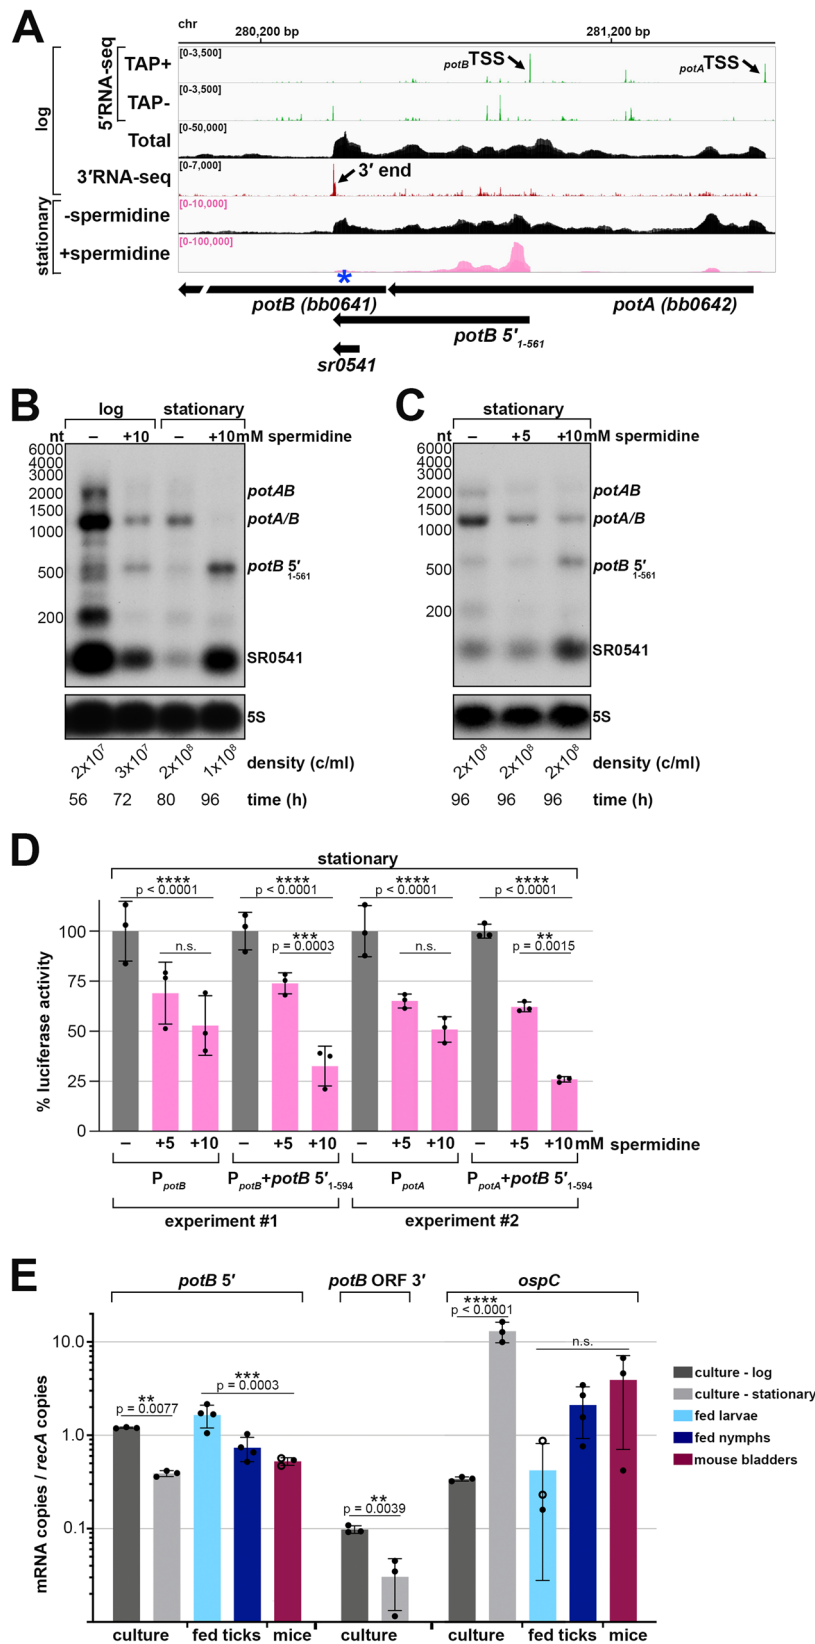 A
chr
280,200 bp 281,200 bp
log
5′RNA-seq
TAP+
[0-3,500]
potBTSS
potATSS
TAP-
[0-3,500]
Total
[0-50,000]
3′RNA-seq
[0-7,000]
3′ end
stationary
-spermidine
[0-10,000]
+spermidine
[0-100,000]
*
potB (bb0641) potA (bb0642)
potB 5′1-561
sr0541
B
log stationary
nt – +10 – +10 mM spermidine
6000
4000
3000
2000
1500
1000
500
200
potAB
potA/B
potB 5′1-561
SR0541
5S
2x10⁷ 3x10⁷ 2x10⁸ 1x10⁸ density (c/ml)
56 72 80 96 time (h)
C
stationary
nt – +5 +10 mM spermidine
6000
4000
3000
2000
1500
1000
500
200
potAB
potA/B
potB 5′1-561
SR0541
5S
2x10⁸ 2x10⁸ 2x10⁸ density (c/ml)
96 96 96 time (h)
D
stationary
**** **** **** ****
p < 0.0001 p < 0.0001 p < 0.0001 p < 0.0001
n.s. *** n.s. **
p = 0.0003 p = 0.0015
% luciferase activity
100
75
50
25
0
– +5 +10 – +5 +10 – +5 +10 – +5 +10 mM spermidine
PpotB PpotB+potB 5′1-594 PpotA PpotA+potB 5′1-594
experiment #1 experiment #2
E
potB 5′ potB ORF 3′ ospC
****
p < 0.0001
n.s.
***
p = 0.0003
**
p = 0.0077
**
p = 0.0039
mRNA copies / recA copies
10.0
1.0
0.1
culture - log
culture - stationary
fed larvae
fed nymphs
mouse bladders
culture fed ticks mice culture culture fed ticks mice